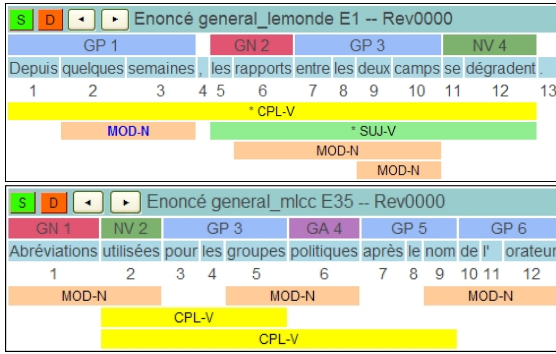 S D ◄ ► Enoncé general_lemonde E1 -- Rev0000
GP 1 GN 2 GP 3 NV 4
Depuis quelques semaines , les rapports entre les deux camps se dégradent .
1 2 3 4 5 6 7 8 9 10 11 12 13
* CPL-V
MOD-N * SUJ-V
MOD-N
MOD-N
S D ◄ ► Enoncé general_mlcc E35 -- Rev0000
GN 1 NV 2 GP 3 GA 4 GP 5 GP 6
Abréviations utilisées pour les groupes politiques après le nom de l' orateur
1 2 3 4 5 6 7 8 9 10 11 12
MOD-N MOD-N MOD-N
CPL-V
CPL-V